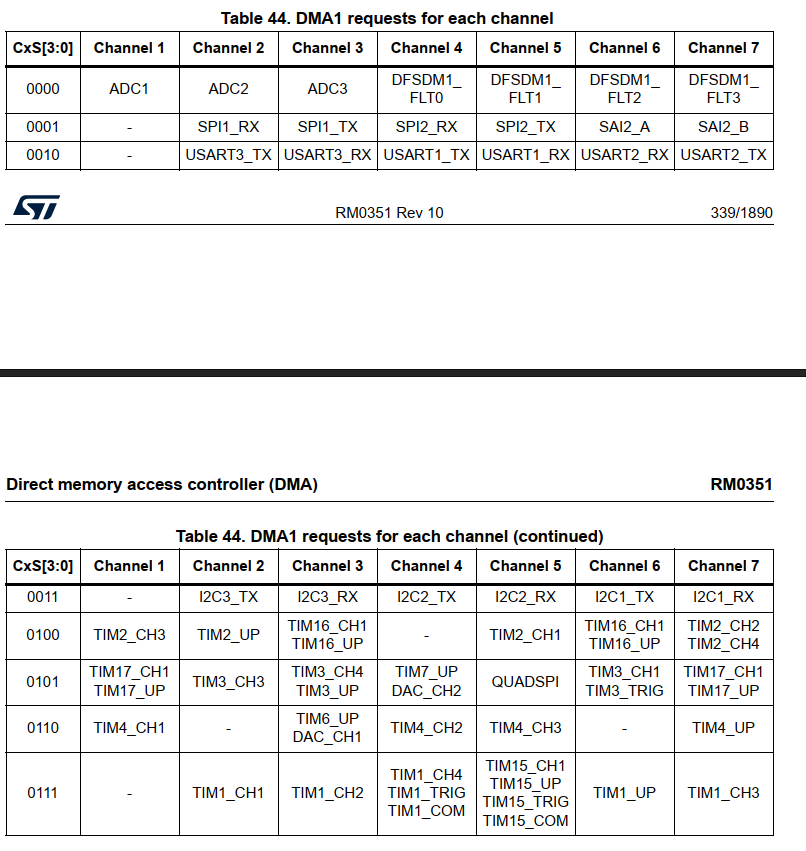 Table 44. DMA1 requests for each channel
CxS[3:0] Channel 1 Channel 2 Channel 3 Channel 4 Channel 5 Channel 6 Channel 7
0000 ADC1 ADC2 ADC3 DFSDM1_ FLT0 DFSDM1_ FLT1 DFSDM1_ FLT2 DFSDM1_ FLT3
0001 - SPI1_RX SPI1_TX SPI2_RX SPI2_TX SAI2_A SAI2_B
0010 - USART3_TX USART3_RX USART1_TX USART1_RX USART2_RX USART2_TX
ST RM0351 Rev 10 339/1890
Direct memory access controller (DMA) RM0351
Table 44. DMA1 requests for each channel (continued)
CxS[3:0] Channel 1 Channel 2 Channel 3 Channel 4 Channel 5 Channel 6 Channel 7
0011 - I2C3_TX I2C3_RX I2C2_TX I2C2_RX I2C1_TX I2C1_RX
0100 TIM2_CH3 TIM2_UP TIM16_CH1 TIM16_UP - TIM2_CH1 TIM16_CH1 TIM16_UP TIM2_CH2 TIM2_CH4
0101 TIM17_CH1 TIM17_UP TIM3_CH3 TIM3_CH4 TIM3_UP TIM7_UP DAC_CH2 QUADSPI TIM3_CH1 TIM3_TRIG TIM17_CH1 TIM17_UP
0110 TIM4_CH1 - TIM6_UP DAC_CH1 TIM4_CH2 TIM4_CH3 - TIM4_UP
0111 - TIM1_CH1 TIM1_CH2 TIM1_CH4 TIM1_TRIG TIM1_COM TIM15_CH1 TIM15_UP TIM15_TRIG TIM15_COM TIM1_UP TIM1_CH3